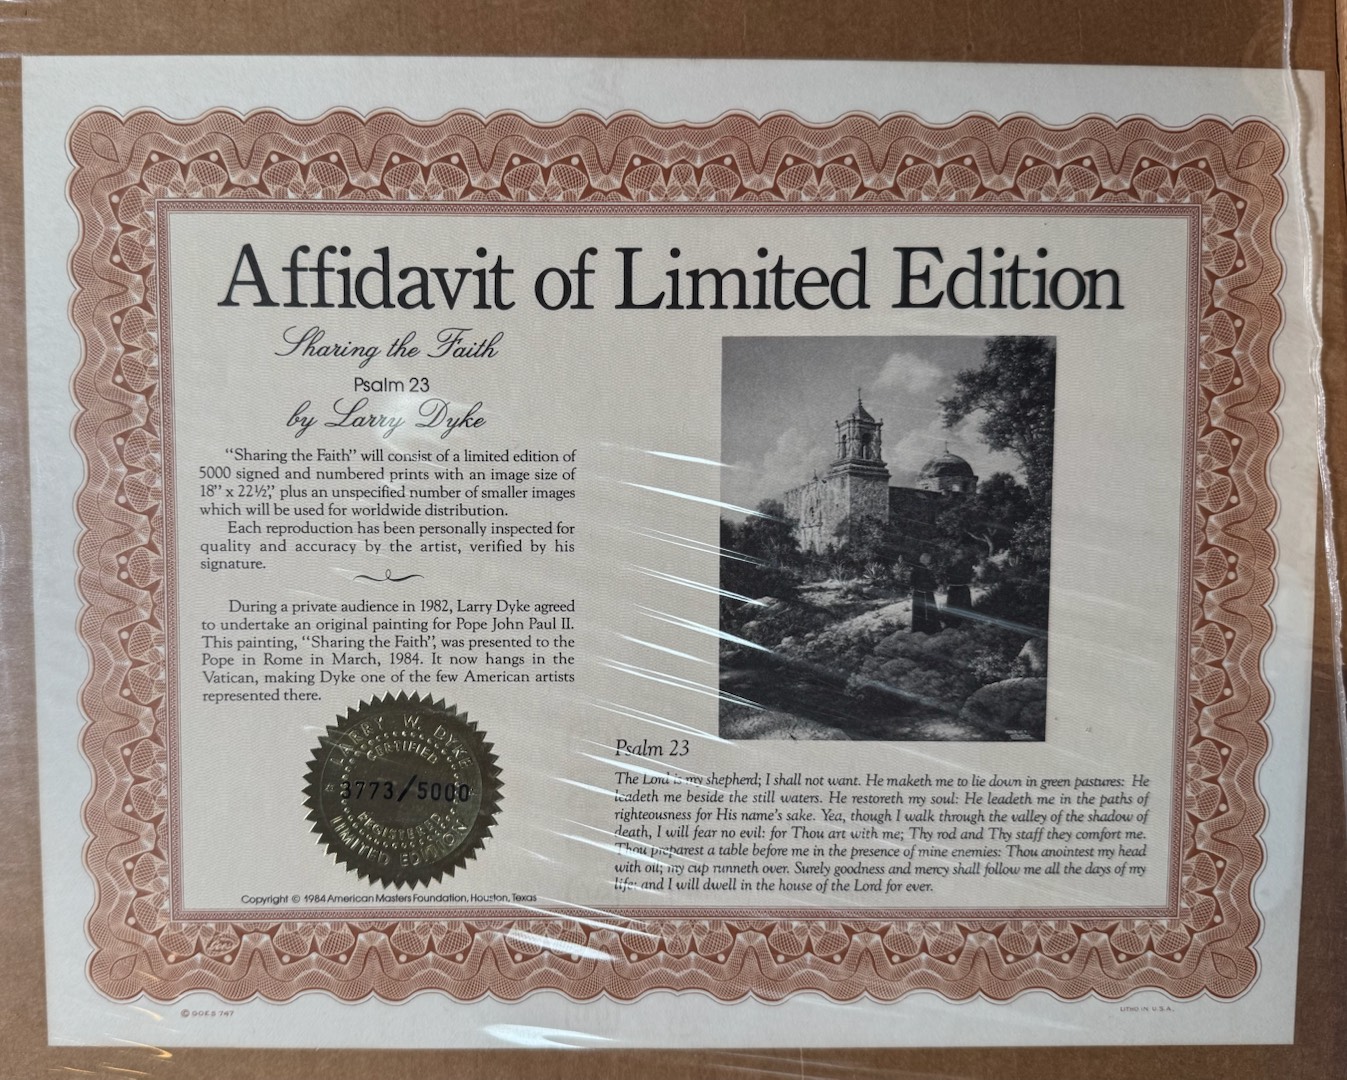 Affidavit of Limited Edition
Sharing the Faith
Psalm 23
by Larry Dyke
“Sharing the Faith” will consist of a limited edition of
5000 signed and numbered prints with an image size of
18” x 22½,” plus an unspecified number of smaller images
which will be used for worldwide distribution.
Each reproduction has been personally inspected for
quality and accuracy by the artist, verified by his
signature.
During a private audience in 1982, Larry Dyke agreed
to undertake an original painting for Pope John Paul II.
This painting, “Sharing the Faith”, was presented to the
Pope in Rome in March, 1984. It now hangs in the
Vatican, making Dyke one of the few American artists
represented there.
LARRY W. DYKE
CERTIFIED
3773/5000
REGISTERED
LIMITED EDITION
Copyright © 1984 American Masters Foundation, Houston, Texas
Psalm 23
The Lord is my shepherd; I shall not want. He maketh me to lie down in green pastures: He
leadeth me beside the still waters. He restoreth my soul: He leadeth me in the paths of
righteousness for His name's sake. Yea, though I walk through the valley of the shadow of
death, I will fear no evil: for Thou art with me; Thy rod and Thy staff they comfort me.
Thou preparest a table before me in the presence of mine enemies: Thou anointest my head
with oil; my cup runneth over. Surely goodness and mercy shall follow me all the days of my
life: and I will dwell in the house of the Lord for ever.
© GOES 747
LITHO IN U.S.A.